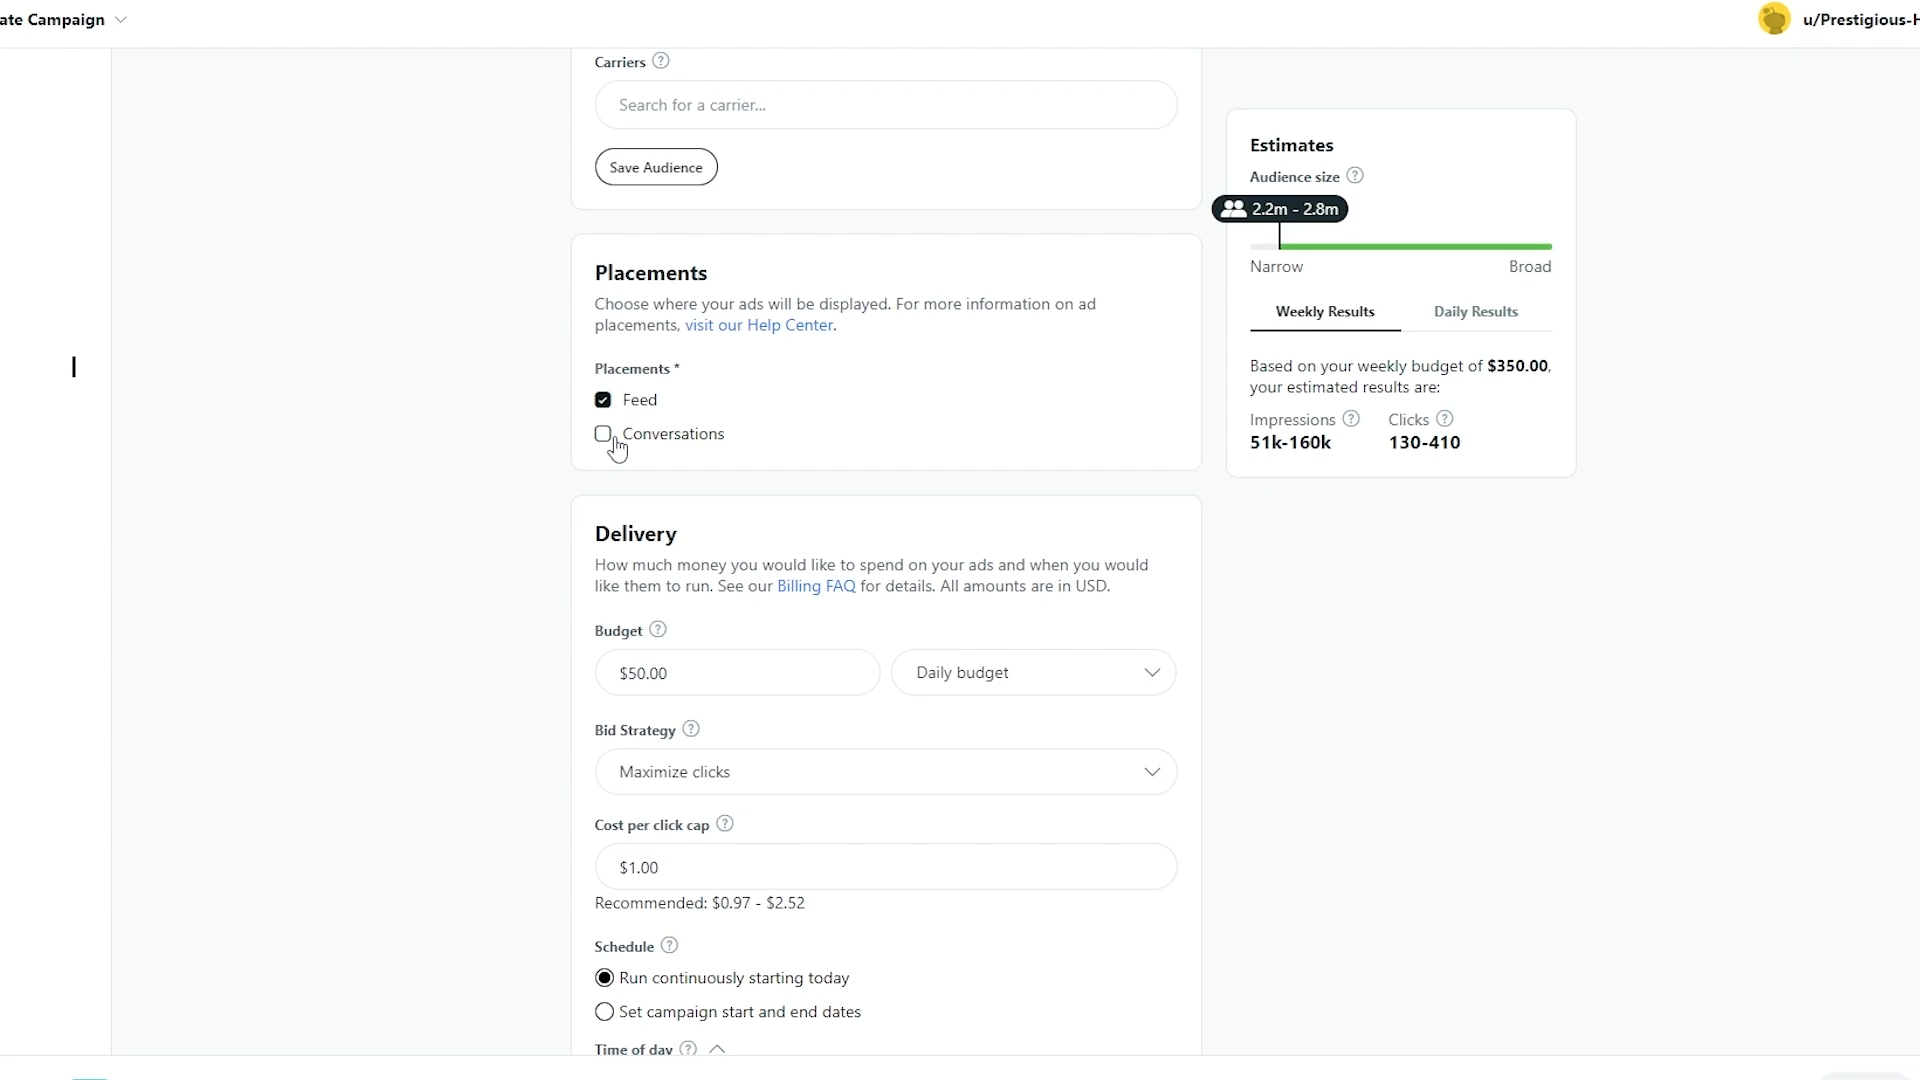 ate Campaign
u/Prestigious-H
Carriers
Search for a carrier...
Save Audience
Placements
Choose where your ads will be displayed. For more information on ad
placements, visit our Help Center.
Placements *
Feed
Conversations
Delivery
How much money you would like to spend on your ads and when you would
like them to run. See our Billing FAQ for details. All amounts are in USD.
Budget
$50.00
Daily budget
Bid Strategy
Maximize clicks
Cost per click cap
$1.00
Recommended: $0.97 - $2.52
Schedule
Run continuously starting today
Set campaign start and end dates
Time of day
Estimates
Audience size
2.2m - 2.8m
Narrow
Broad
Weekly Results
Daily Results
Based on your weekly budget of $350.00,
your estimated results are:
Impressions
Clicks
51k-160k
130-410